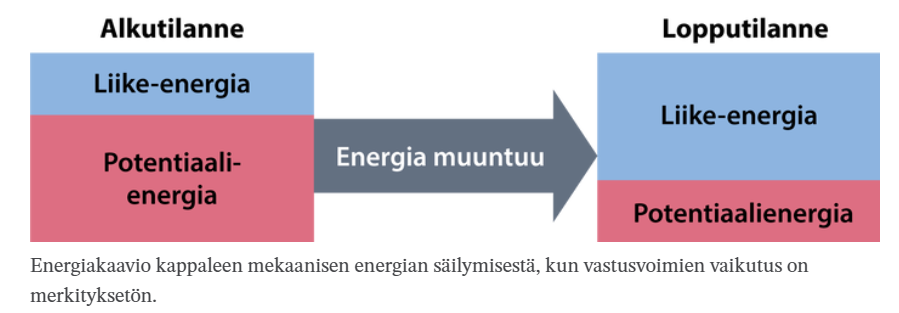 Alkutilanne
Lopputilanne
Liike-energia
Potentiaali-
energia
Energia muuntuu
Liike-energia
Potentiaalienergia
Energiakaavio kappaleen mekaanisen energian säilymisestä, kun vastusvoimien vaikutus on
merkityksetön.